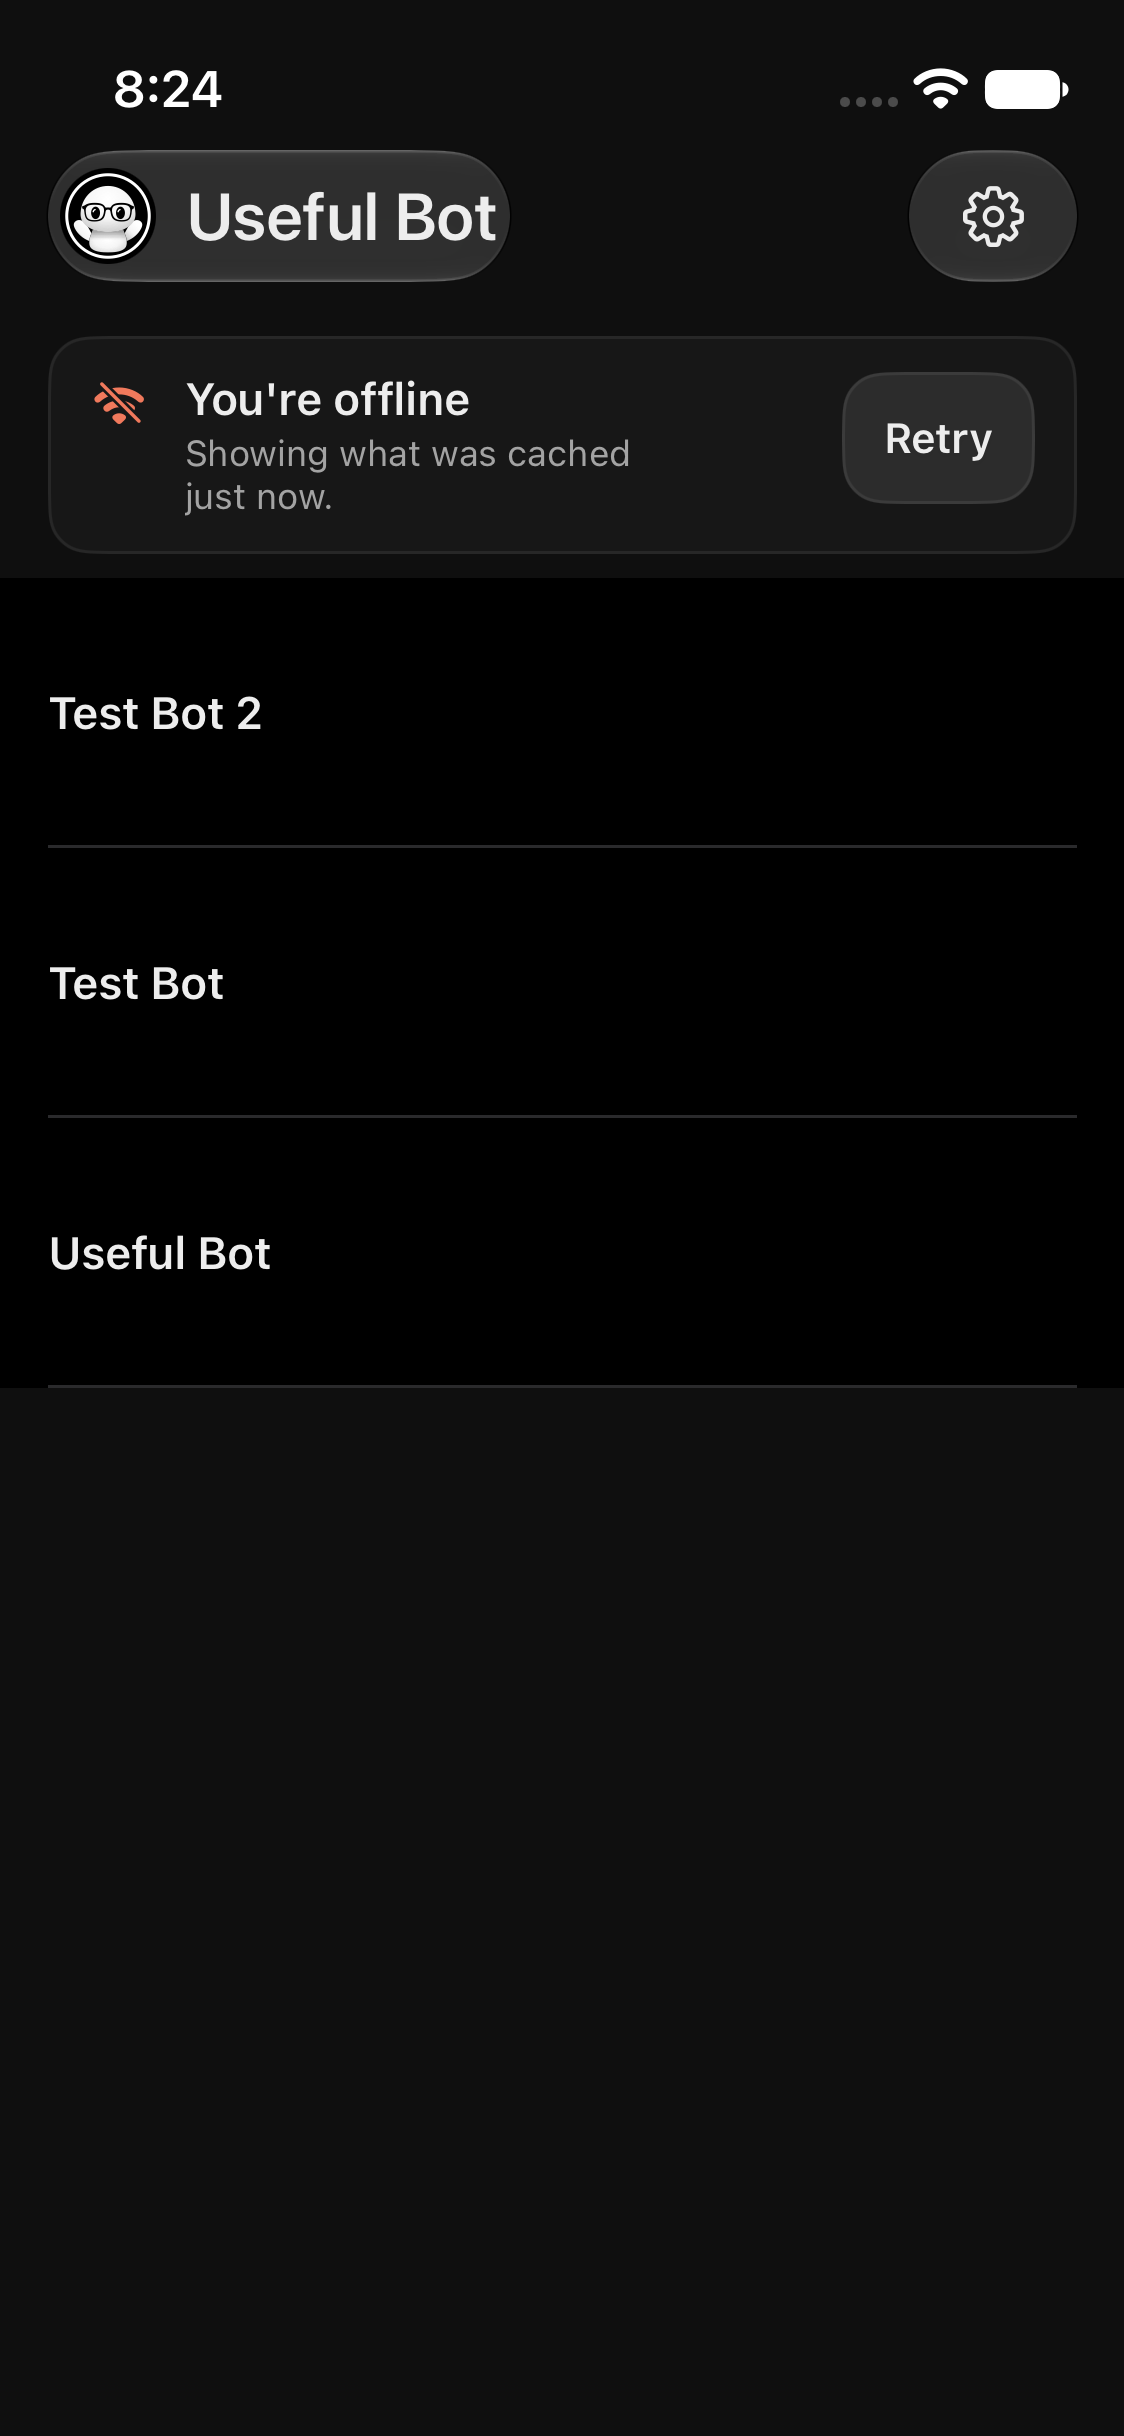 8:24
Useful Bot
You're offline
Showing what was cached
just now.
Retry
Test Bot 2
Test Bot
Useful Bot